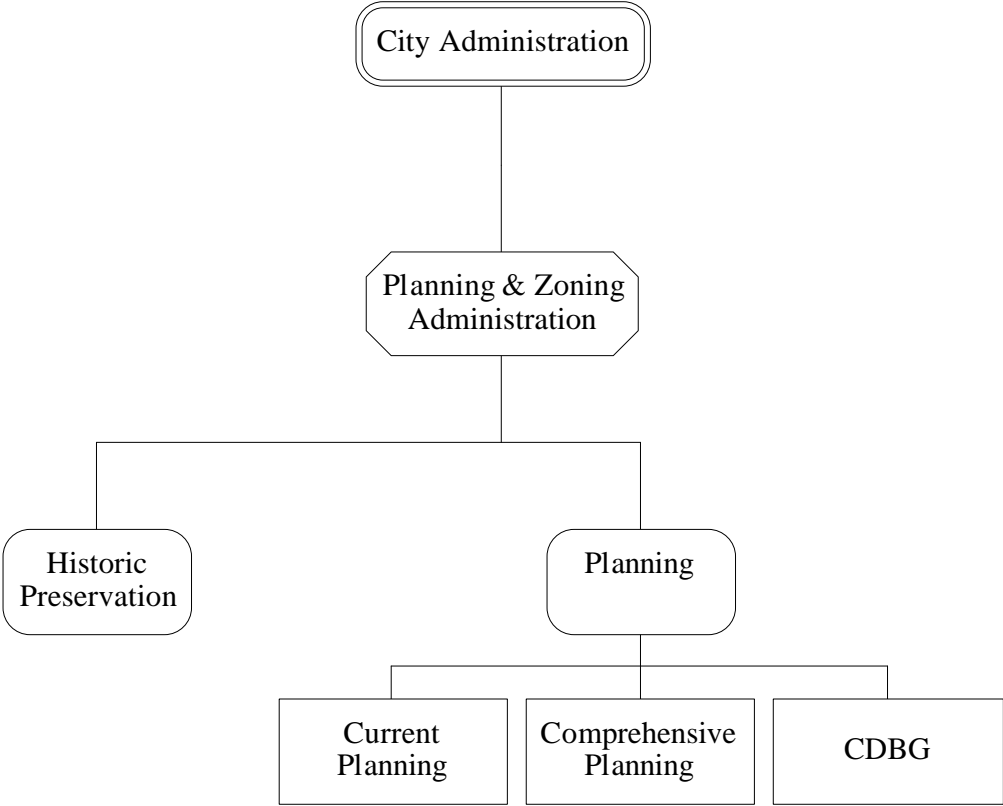 City Administration
Planning & Zoning
Administration
Historic
Preservation
Planning
Current
Planning
Comprehensive
Planning
CDBG